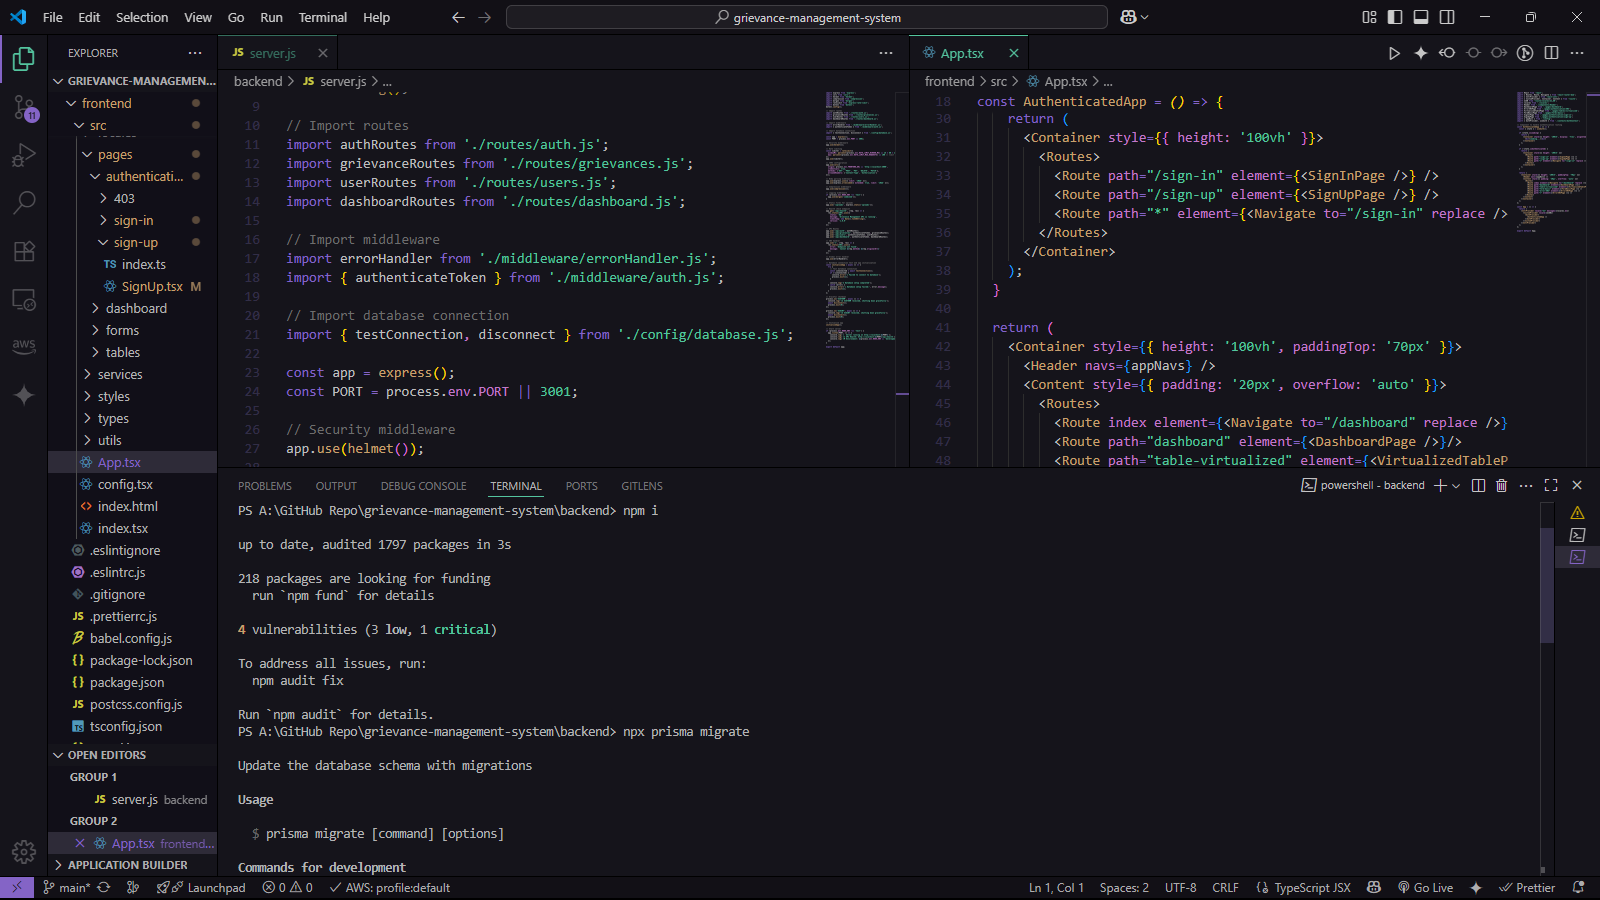 File Edit Selection View Go Run Terminal Help
grievance-management-system
EXPLORER
GRIEVANCE-MANAGEMEN...
frontend
src
pages
authenticati...
403
sign-in
sign-up
TS index.ts
SignUp.tsx M
dashboard
forms
tables
services
styles
types
utils
App.tsx
config.tsx
index.html
index.tsx
.eslintignore
.eslintrc.js
.gitignore
JS .prettierrc.js
babel.config.js
{} package-lock.json
{} package.json
JS postcss.config.js
TS tsconfig.json
OPEN EDITORS
GROUP 1
JS server.js backend
GROUP 2
App.tsx frontend...
APPLICATION BUILDER
11
aws
JS server.js
backend > JS server.js > ...
9
10 // Import routes
11 import authRoutes from './routes/auth.js';
12 import grievanceRoutes from './routes/grievances.js';
13 import userRoutes from './routes/users.js';
14 import dashboardRoutes from './routes/dashboard.js';
15
16 // Import middleware
17 import errorHandler from './middleware/errorHandler.js';
18 import { authenticateToken } from './middleware/auth.js';
19
20 // Import database connection
21 import { testConnection, disconnect } from './config/database.js';
22
23 const app = express();
24 const PORT = process.env.PORT || 3001;
25
26 // Security middleware
27 app.use(helmet());
App.tsx
frontend > src > App.tsx > ...
18 const AuthenticatedApp = () => {
30 return (
31 <Container style={{ height: '100vh' }}>
32 <Routes>
33 <Route path="/sign-in" element={<SignInPage />} />
34 <Route path="/sign-up" element={<SignUpPage />} />
35 <Route path="*" element={<Navigate to="/sign-in" replace />
36 </Routes>
37 </Container>
38 );
39 }
40
41 return (
42 <Container style={{ height: '100vh', paddingTop: '70px' }}>
43 <Header navs={appNavs} />
44 <Content style={{ padding: '20px', overflow: 'auto' }}>
45 <Routes>
46 <Route index element={<Navigate to="/dashboard" replace />}
47 <Route path="dashboard" element={<DashboardPage />}/>
48 <Route path="table-virtualized" element={<VirtualizedTableP
PROBLEMS OUTPUT DEBUG CONSOLE TERMINAL PORTS GITLENS
powershell - backend
PS A:\GitHub Repo\grievance-management-system\backend> npm i
up to date, audited 1797 packages in 3s
218 packages are looking for funding
run `npm fund` for details
4 vulnerabilities (3 low, 1 critical)
To address all issues, run:
npm audit fix
Run `npm audit` for details.
PS A:\GitHub Repo\grievance-management-system\backend> npx prisma migrate
Update the database schema with migrations
Usage
$ prisma migrate [command] [options]
Commands for development
main* Launchpad 0 0 AWS: profile:default
Ln 1, Col 1 Spaces: 2 UTF-8 CRLF {} TypeScript JSX Go Live Prettier